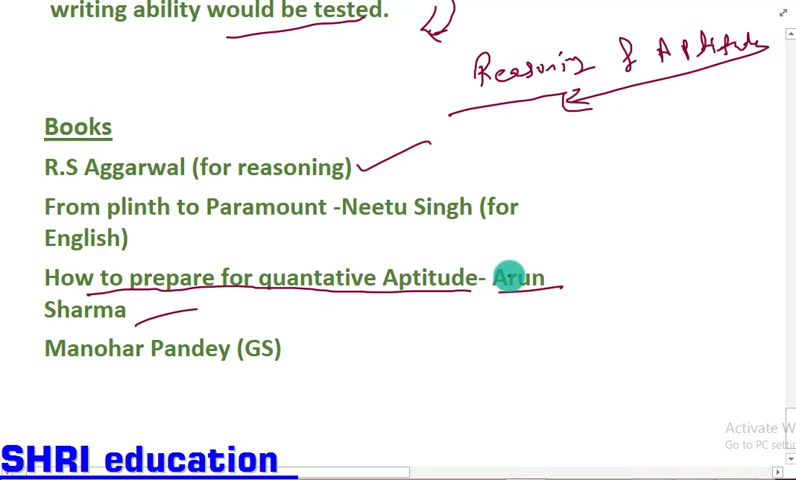 writing ability would be tested.
Reasoning & Aptitude
Books
R.S Aggarwal (for reasoning)
From plinth to Paramount -Neetu Singh (for
English)
How to prepare for quantative Aptitude- Arun
Sharma
Manohar Pandey (GS)
Activate W
Go to PC settin
SHRI education